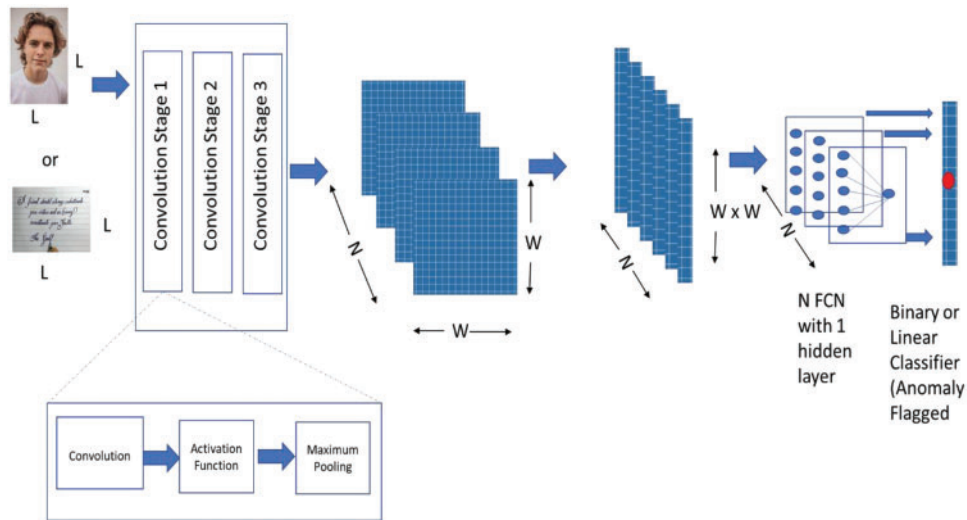 L
L
or
L
L
Convolution Stage 1
Convolution Stage 2
Convolution Stage 3
N
W
W
N
W x W
N
N FCN
with 1
hidden
layer
Binary or
Linear
Classifier
(Anomaly
Flagged
Convolution
Activation
Function
Maximum
Pooling